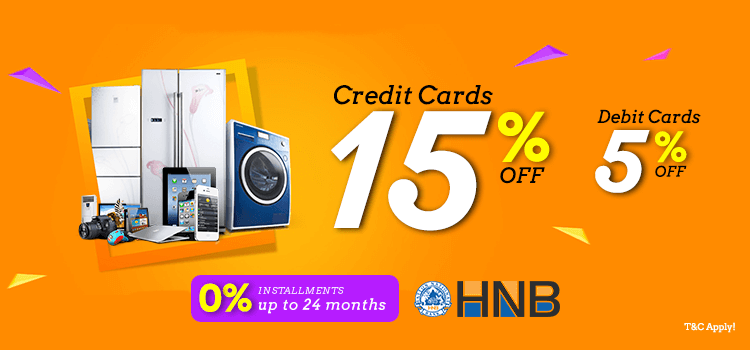 Credit Cards
15%
OFF
Debit Cards
5%
OFF
0% INSTALLMENTS
up to 24 months
HNB
T&C Apply!